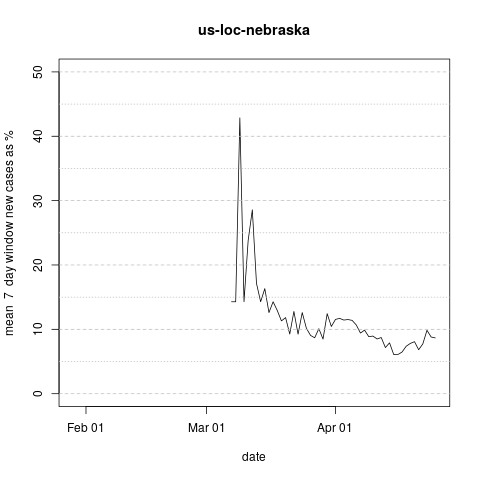 us-loc-nebraska
mean 7 day window new cases as %
50
40
30
20
10
0
Feb 01
Mar 01
Apr 01
date